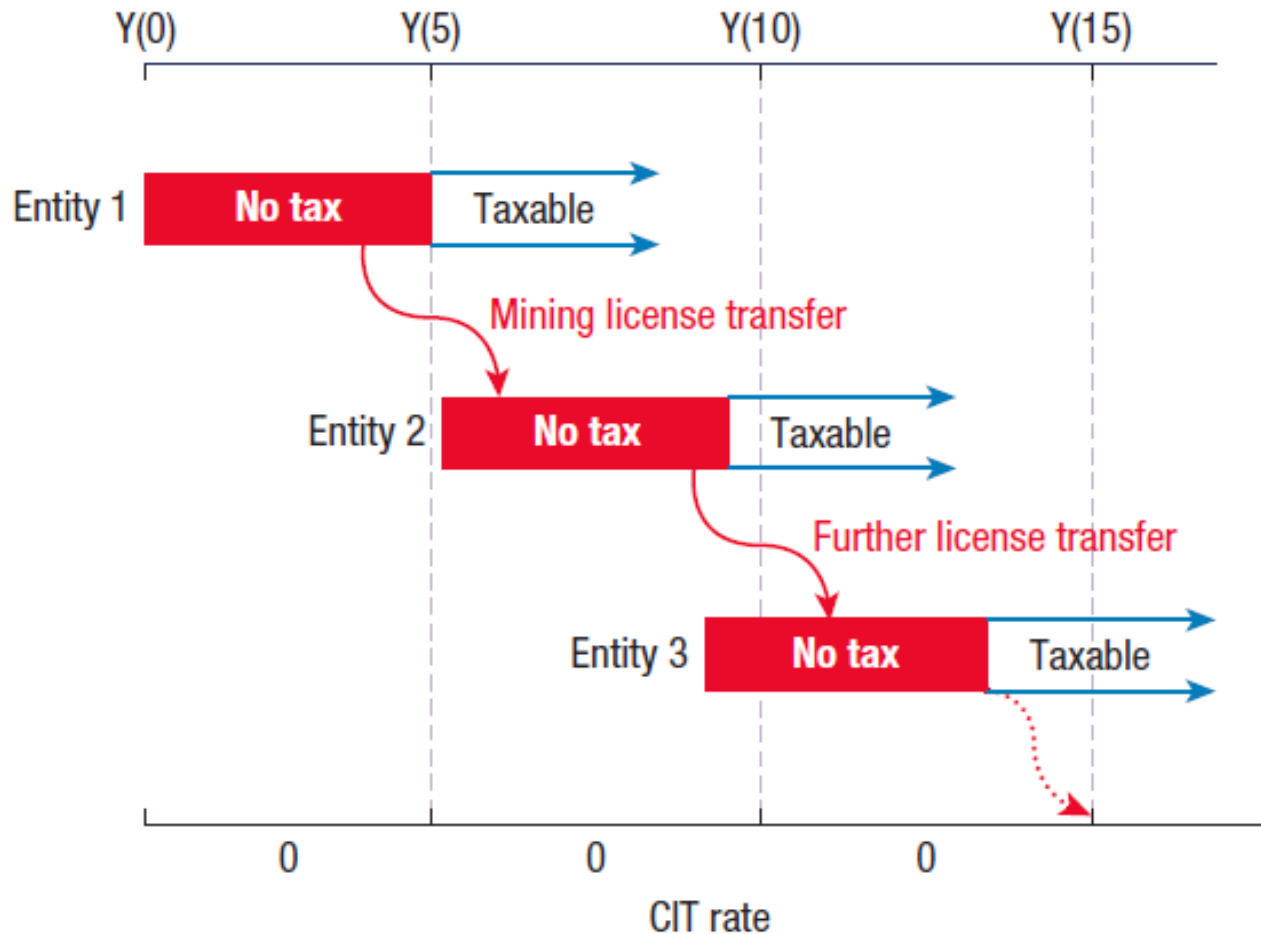 Y(0) Y(5) Y(10) Y(15)
Entity 1 No tax Taxable
Mining license transfer
Entity 2 No tax Taxable
Further license transfer
Entity 3 No tax Taxable
0 0 0
CIT rate